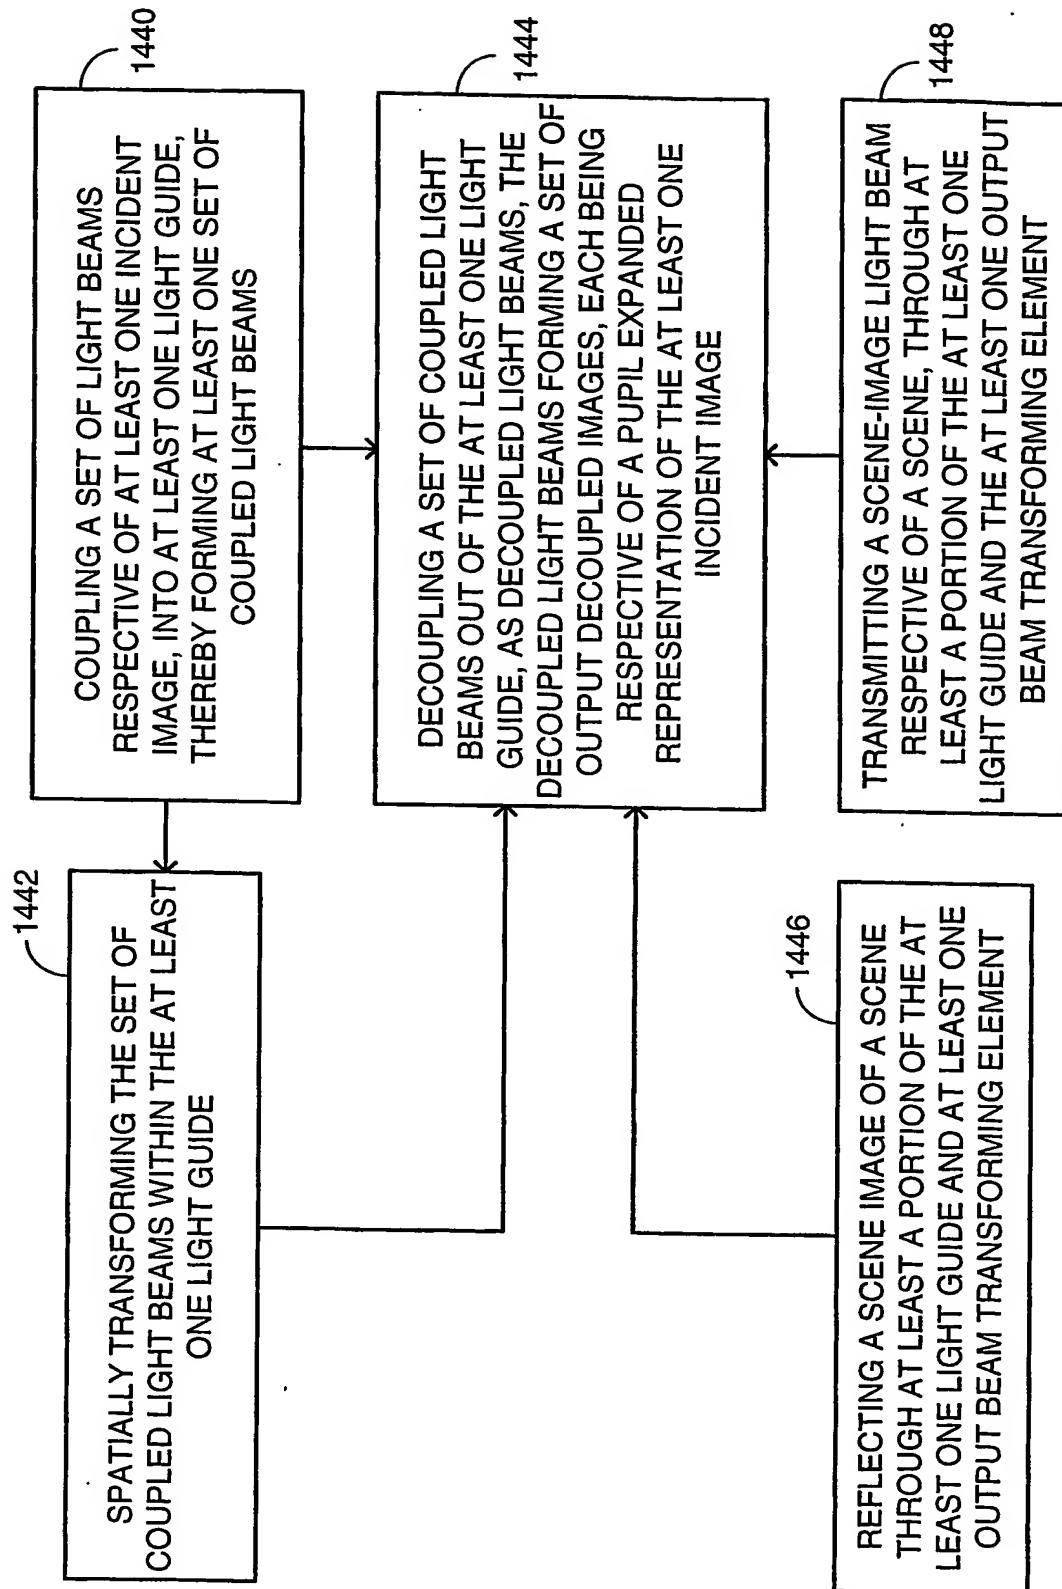 1440
COUPLING A SET OF LIGHT BEAMS
RESPECTIVE OF AT LEAST ONE INCIDENT
IMAGE, INTO AT LEAST ONE LIGHT GUIDE,
THEREBY FORMING AT LEAST ONE SET OF
COUPLED LIGHT BEAMS
1442
SPATIALLY TRANSFORMING THE SET OF
COUPLED LIGHT BEAMS WITHIN THE AT LEAST
ONE LIGHT GUIDE
1444
DECOUPLING A SET OF COUPLED LIGHT
BEAMS OUT OF THE AT LEAST ONE LIGHT
GUIDE, AS DECOUPLED LIGHT BEAMS, THE
DECOUPLED LIGHT BEAMS FORMING A SET OF
OUTPUT DECOUPLED IMAGES, EACH BEING
RESPECTIVE OF A PUPIL EXPANDED
REPRESENTATION OF THE AT LEAST ONE
INCIDENT IMAGE
1446
REFLECTING A SCENE IMAGE OF A SCENE
THROUGH AT LEAST A PORTION OF THE AT
LEAST ONE LIGHT GUIDE AND AT LEAST ONE
OUTPUT BEAM TRANSFORMING ELEMENT
1448
TRANSMITTING A SCENE-IMAGE LIGHT BEAM
RESPECTIVE OF A SCENE, THROUGH AT
LEAST A PORTION OF THE AT LEAST ONE
LIGHT GUIDE AND THE AT LEAST ONE OUTPUT
BEAM TRANSFORMING ELEMENT